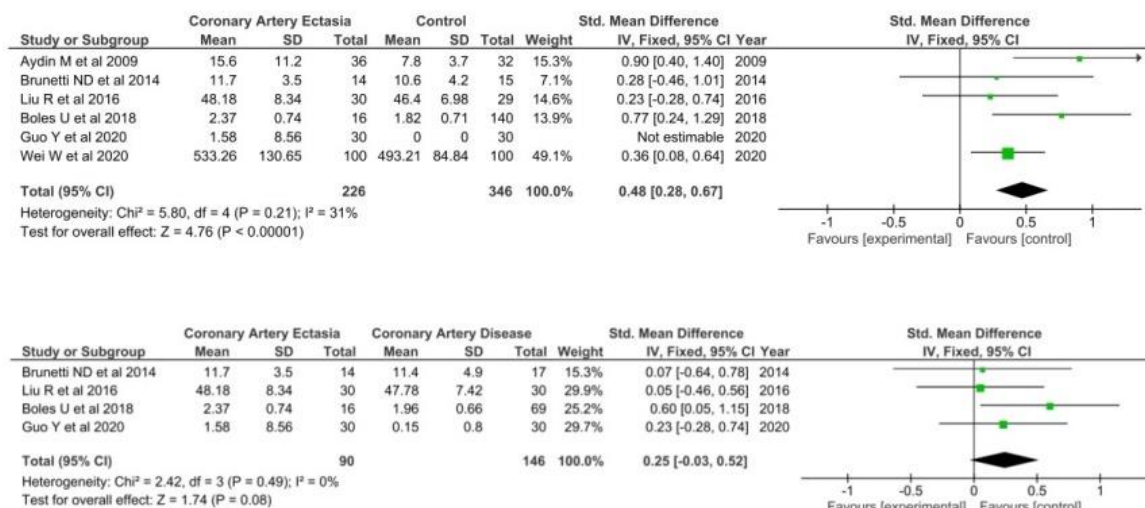 Coronary Artery Ectasia Control Std. Mean Difference Std. Mean Difference
Study or Subgroup Mean SD Total Mean SD Total Weight IV, Fixed, 95% CI Year IV, Fixed, 95% CI
Aydin M et al 2009 15.6 11.2 36 7.8 3.7 32 15.3% 0.90 [0.40, 1.40] 2009
Brunetti ND et al 2014 11.7 3.5 14 10.6 4.2 15 7.1% 0.28 [-0.46, 1.01] 2014
Liu R et al 2016 48.18 8.34 30 46.4 6.98 29 14.6% 0.23 [-0.28, 0.74] 2016
Boles U et al 2018 2.37 0.74 16 1.82 0.71 140 13.9% 0.77 [0.24, 1.29] 2018
Guo Y et al 2020 1.58 8.56 30 0 0 30 Not estimable 2020
Wei W et al 2020 533.26 130.65 100 493.21 84.84 100 49.1% 0.36 [0.08, 0.64] 2020
Total (95% CI) 226 346 100.0% 0.48 [0.28, 0.67]
Heterogeneity: Chi² = 5.80, df = 4 (P = 0.21); I² = 31%
Test for overall effect: Z = 4.76 (P < 0.00001)
-1 -0.5 0 0.5 1
Favours [experimental] Favours [control]
Coronary Artery Ectasia Coronary Artery Disease Std. Mean Difference Std. Mean Difference
Study or Subgroup Mean SD Total Mean SD Total Weight IV, Fixed, 95% CI Year IV, Fixed, 95% CI
Brunetti ND et al 2014 11.7 3.5 14 11.4 4.9 17 15.3% 0.07 [-0.64, 0.78] 2014
Liu R et al 2016 48.18 8.34 30 47.78 7.42 30 29.9% 0.05 [-0.46, 0.56] 2016
Boles U et al 2018 2.37 0.74 16 1.96 0.66 69 25.2% 0.60 [0.05, 1.15] 2018
Guo Y et al 2020 1.58 8.56 30 0.15 0.8 30 29.7% 0.23 [-0.28, 0.74] 2020
Total (95% CI) 90 146 100.0% 0.25 [-0.03, 0.52]
Heterogeneity: Chi² = 2.42, df = 3 (P = 0.49); I² = 0%
Test for overall effect: Z = 1.74 (P = 0.08)
-1 -0.5 0 0.5 1
Favours [experimental] Favours [control]